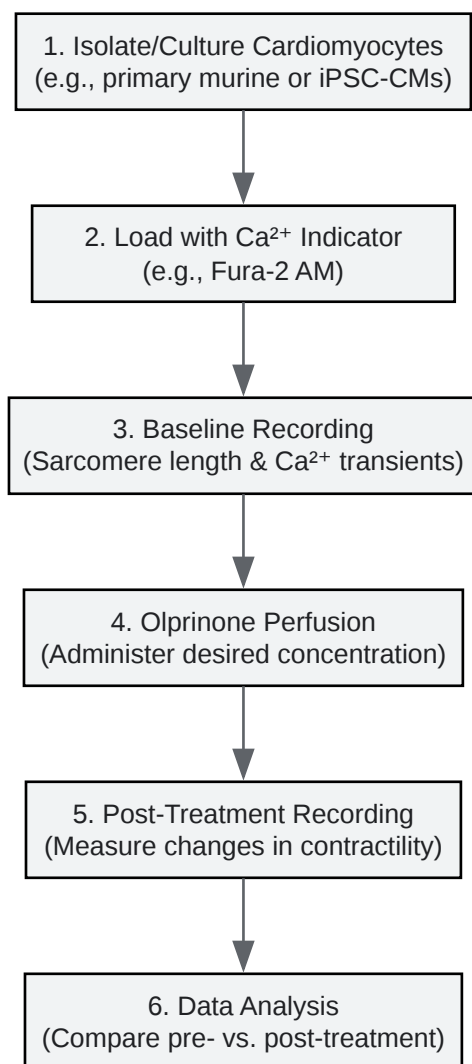 1. Isolate/Culture Cardiomyocytes
(e.g., primary murine or iPSC-CMs)
2. Load with Ca²⁺ Indicator
(e.g., Fura-2 AM)
3. Baseline Recording
(Sarcomere length & Ca²⁺ transients)
4. Olprinone Perfusion
(Administer desired concentration)
5. Post-Treatment Recording
(Measure changes in contractility)
6. Data Analysis
(Compare pre- vs. post-treatment)